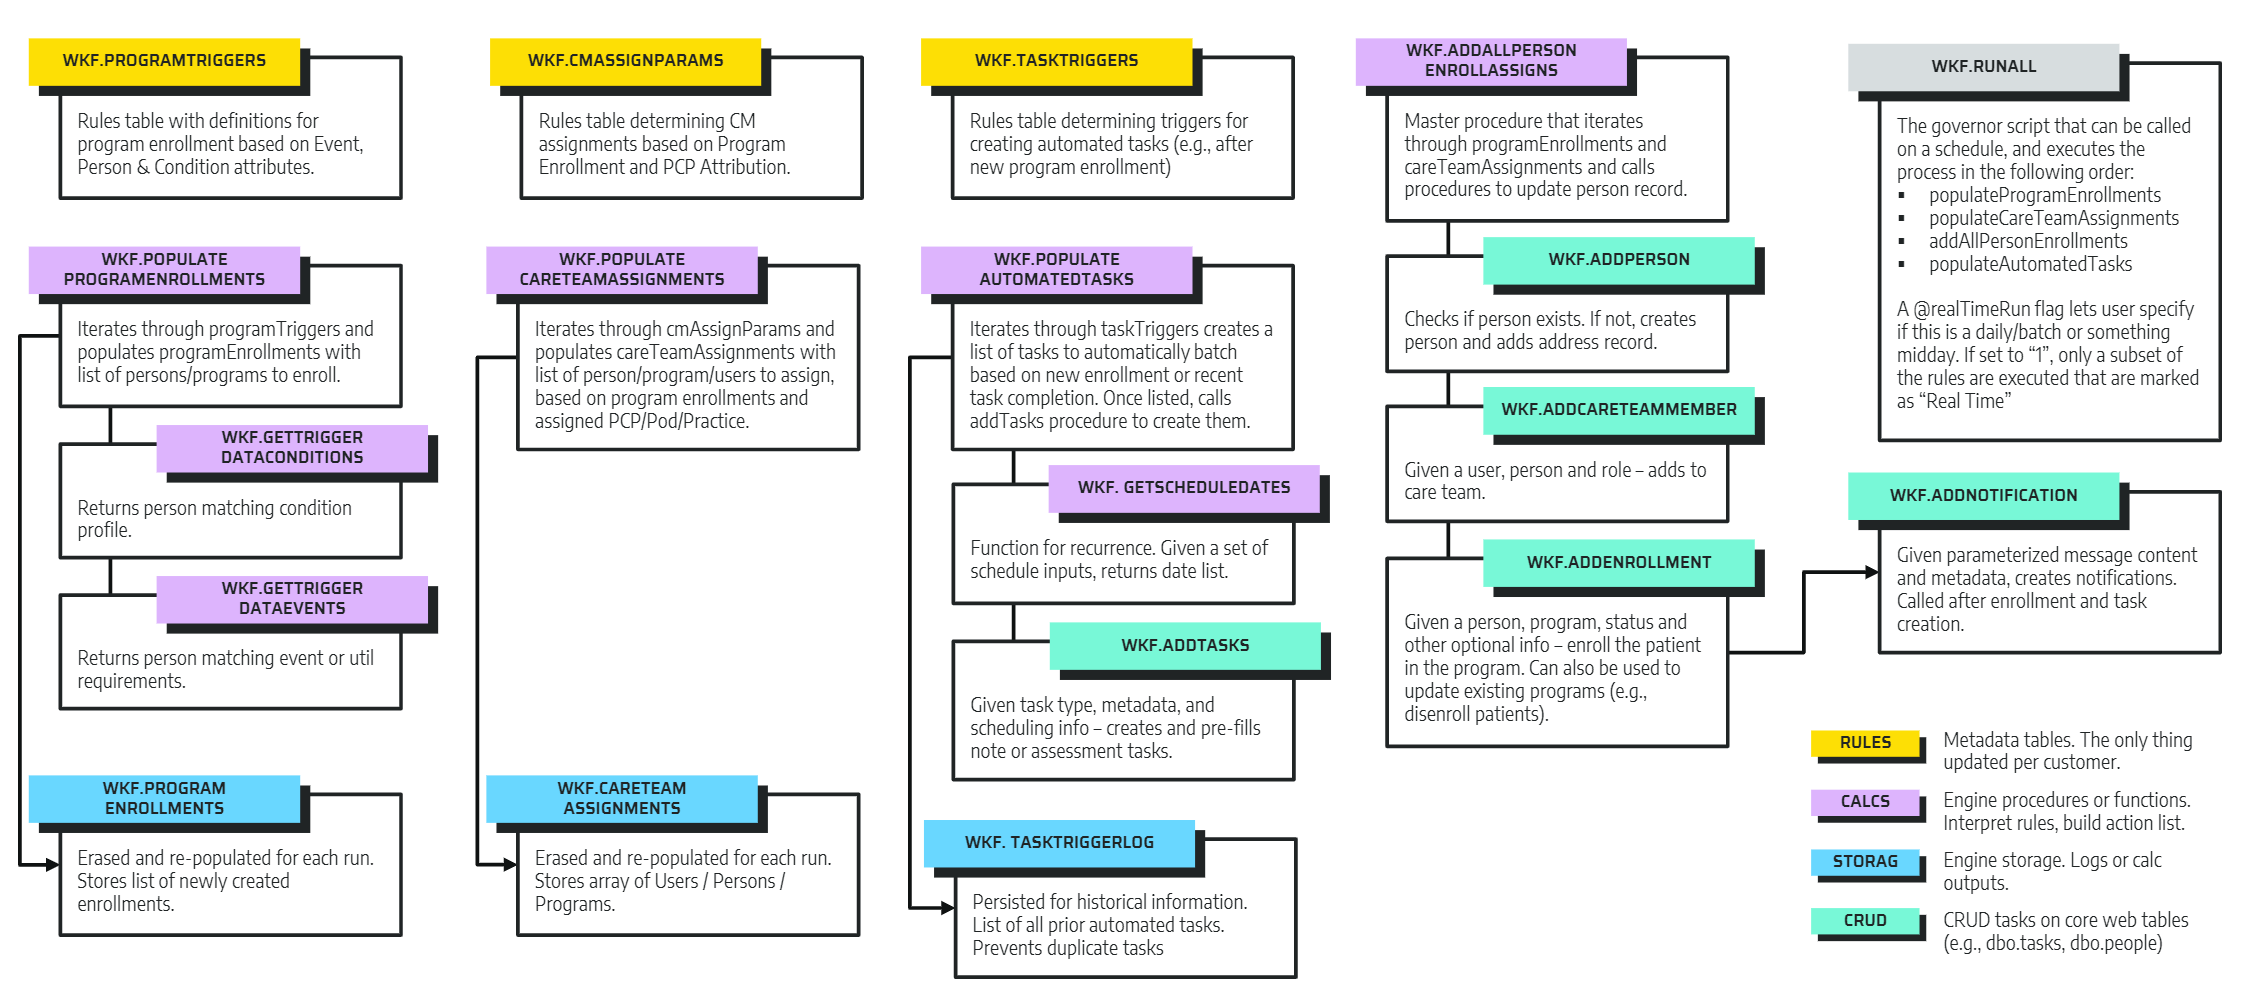 WKF.PROGRAMTRIGGERS
Rules table with definitions for
program enrollment based on Event,
Person & Condition attributes.
WKF.POPULATE
PROGRAMENROLLMENTS
Iterates through programTriggers and
populates programEnrollments with
list of persons/programs to enroll.
WKF.GETTRIGGER
DATACONDITIONS
Returns person matching condition
profile.
WKF.GETTRIGGER
DATAEVENTS
Returns person matching event or util
requirements.
WKF.PROGRAM
ENROLLMENTS
Erased and re-populated for each run.
Stores list of newly created
enrollments.
WKF.CMASSIGNPARAMS
Rules table determining CM
assignments based on Program
Enrollment and PCP Attribution.
WKF.POPULATE
CARETEAMASSIGNMENTS
Iterates through cmAssignParams and
populates careTeamAssignments with
list of person/program/users to assign,
based on program enrollments and
assigned PCP/Pod/Practice.
WKF.CARETEAM
ASSIGNMENTS
Erased and re-populated for each run.
Stores array of Users / Persons /
Programs.
WKF.TASKTRIGGERS
Rules table determining triggers for
creating automated tasks (e.g., after
new program enrollment)
WKF.POPULATE
AUTOMATEDTASKS
Iterates through taskTriggers creates a
list of tasks to automatically batch
based on new enrollment or recent
task completion. Once listed, calls
addTasks procedure to create them.
WKF. GETSCHEDULEDATES
Function for recurrence. Given a set of
schedule inputs, returns date list.
WKF.ADDTASKS
Given task type, metadata, and
scheduling info – creates and pre-fills
note or assessment tasks.
WKF. TASKTRIGGERLOG
Persisted for historical information.
List of all prior automated tasks.
Prevents duplicate tasks
WKF.ADDALLPERSON
ENROLLASSIGNS
Master procedure that iterates
through programEnrollments and
careTeamAssignments and calls
procedures to update person record.
WKF.ADDPERSON
Checks if person exists. If not, creates
person and adds address record.
WKF.ADDCARETEAMMEMBER
Given a user, person and role – adds to
care team.
WKF.ADDENROLLMENT
Given a person, program, status and
other optional info – enroll the patient
in the program. Can also be used to
update existing programs (e.g.,
disenroll patients).
WKF.RUNALL
The governor script that can be called
on a schedule, and executes the
process in the following order:
▪ populateProgramEnrollments
▪ populateCareTeamAssignments
▪ addAllPersonEnrollments
▪ populateAutomatedTasks
A @realTimeRun flag lets user specify
if this is a daily/batch or something
midday. If set to “1”, only a subset of
the rules are executed that are marked
as “Real Time”
WKF.ADDNOTIFICATION
Given parameterized message content
and metadata, creates notifications.
Called after enrollment and task
creation.
RULES
Metadata tables. The only thing
updated per customer.
CALCS
Engine procedures or functions.
Interpret rules, build action list.
STORAG
Engine storage. Logs or calc
outputs.
CRUD
CRUD tasks on core web tables
(e.g., dbo.tasks, dbo.people)